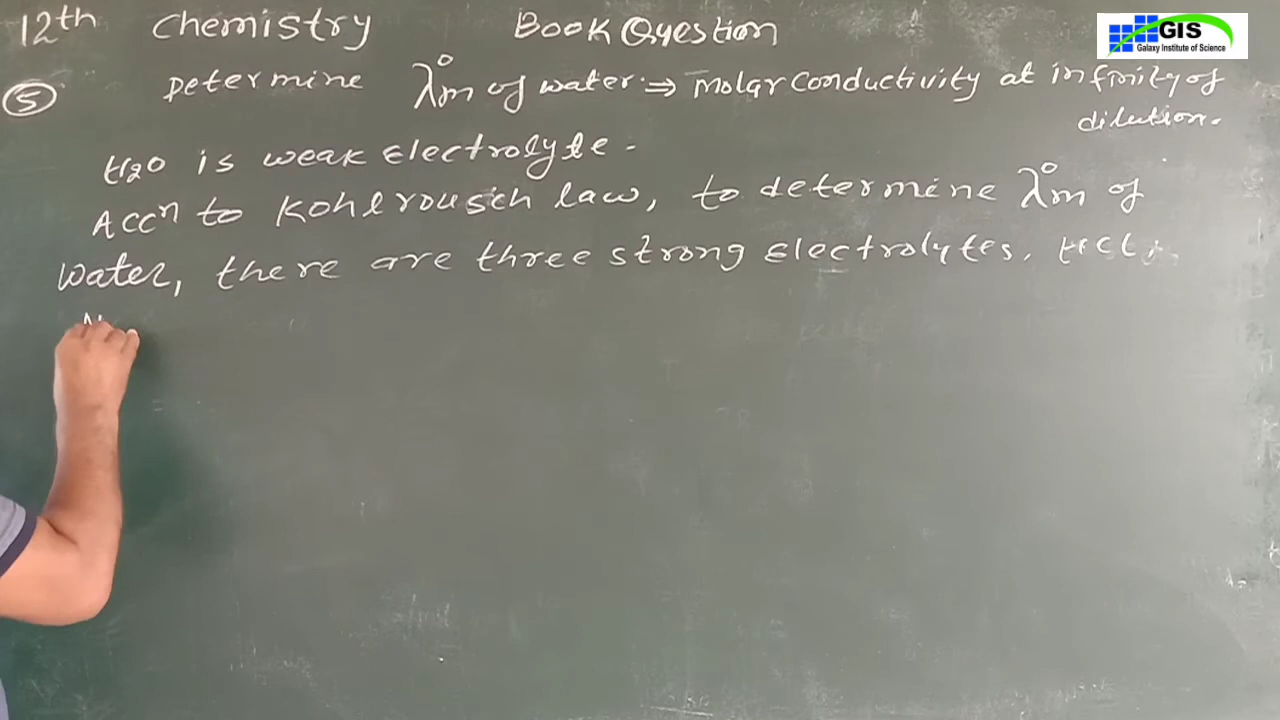 12th Chemistry Book Question
GIS
Galaxy Institute of Science
5 Determine λ°m of water ⇒ Molar Conductivity at infinity of
dilution.
H2O is weak Electrolyte.
Accn to Kohlrousch law, to determine λ°m of
water, there are three strong Electrolytes. HCl,
N